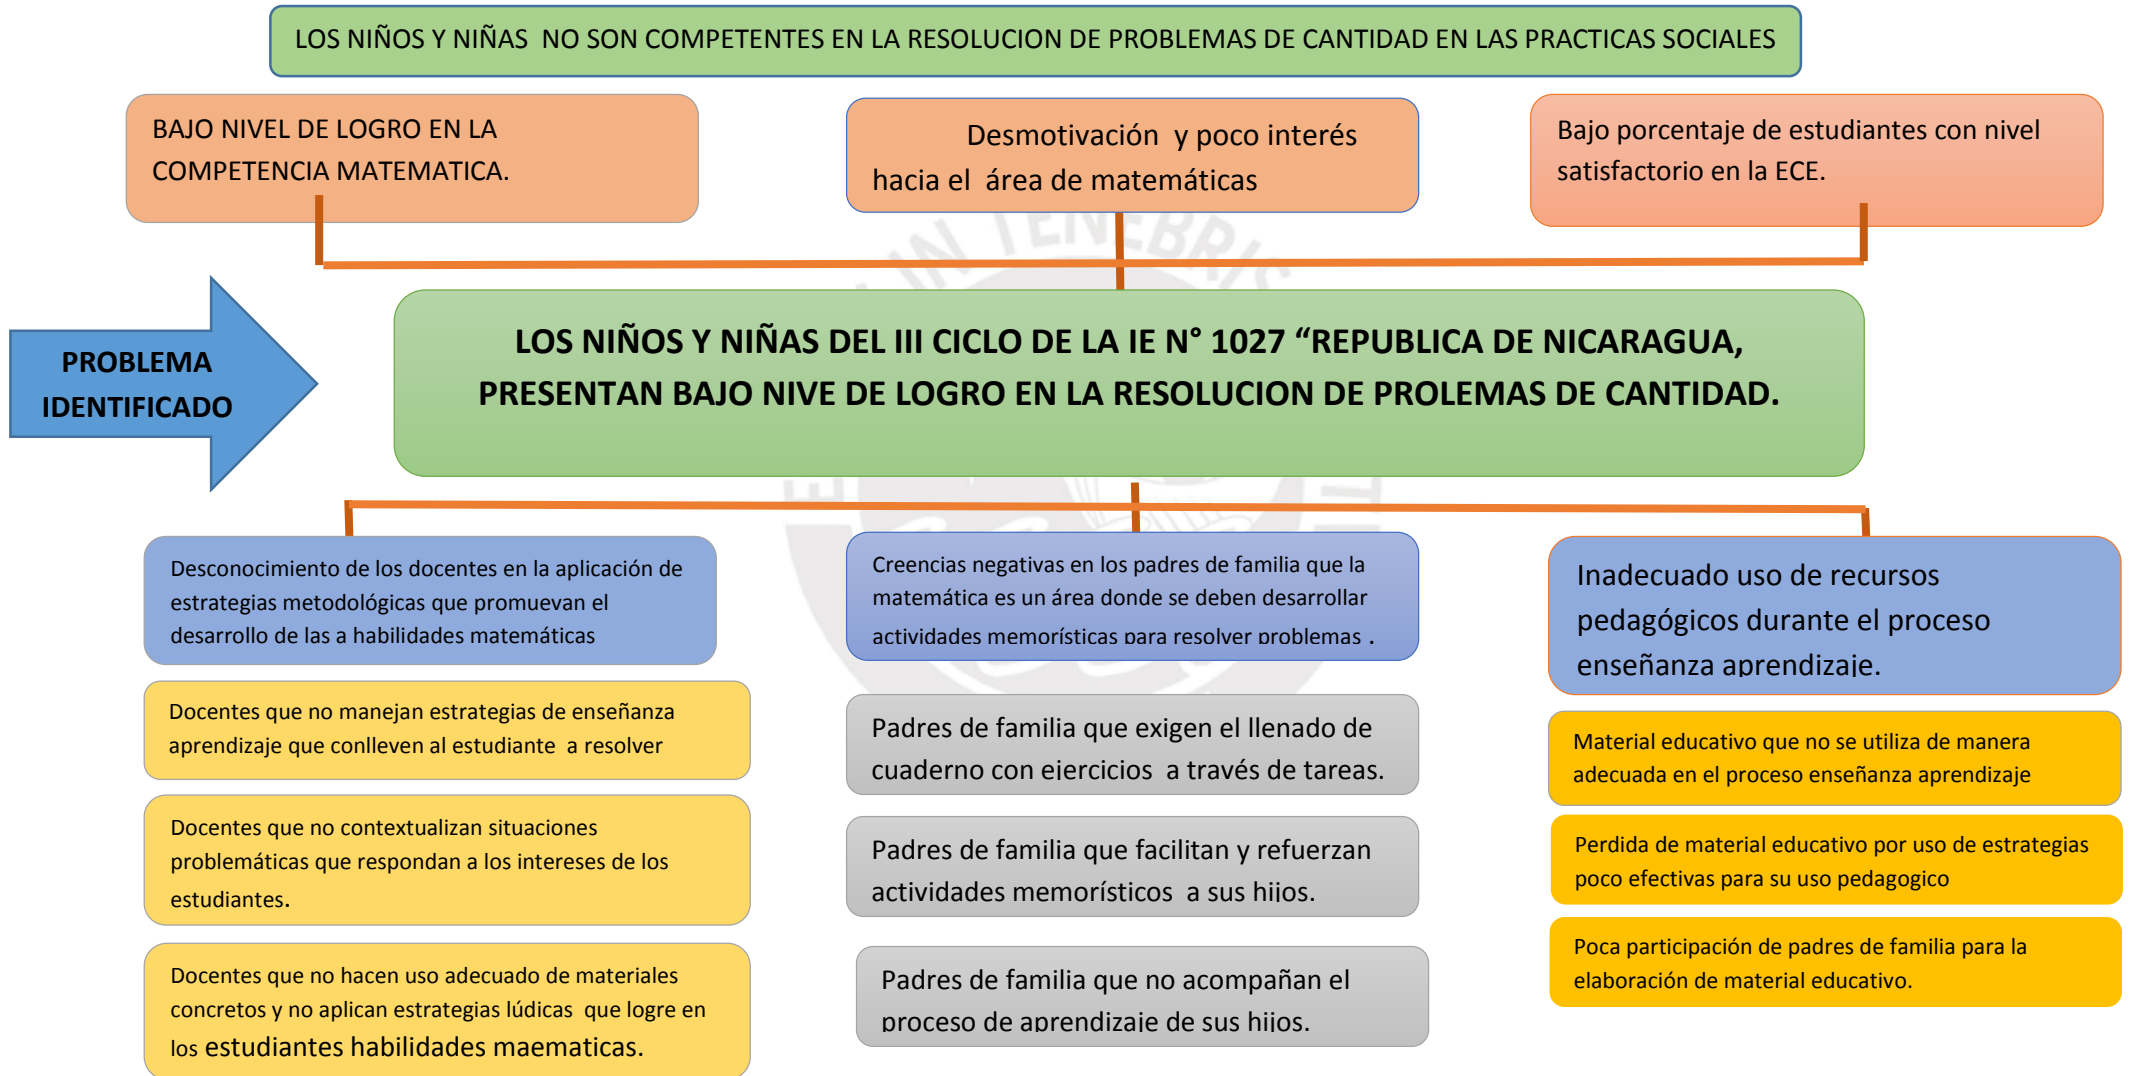 LOS NIÑOS Y NIÑAS NO SON COMPETENTES EN LA RESOLUCION DE PROBLEMAS DE CANTIDAD EN LAS PRACTICAS SOCIALES
BAJO NIVEL DE LOGRO EN LA
COMPETENCIA MATEMATICA.
Desmotivación y poco interés
hacia el área de matemáticas
Bajo porcentaje de estudiantes con nivel
satisfactorio en la ECE.
IN TENEBRIS
PROBLEMA
IDENTIFICADO
LOS NIÑOS Y NIÑAS DEL III CICLO DE LA IE N° 1027 “REPUBLICA DE NICARAGUA,
PRESENTAN BAJO NIVE DE LOGRO EN LA RESOLUCION DE PROLEMAS DE CANTIDAD.
Desconocimiento de los docentes en la aplicación de
estrategias metodológicas que promuevan el
desarrollo de las a habilidades matemáticas
Docentes que no manejan estrategias de enseñanza
aprendizaje que conlleven al estudiante a resolver
Docentes que no contextualizan situaciones
problemáticas que respondan a los intereses de los
estudiantes.
Docentes que no hacen uso adecuado de materiales
concretos y no aplican estrategias lúdicas que logre en
los estudiantes habilidades maematicas.
Creencias negativas en los padres de familia que la
matemática es un área donde se deben desarrollar
actividades memorísticas para resolver problemas .
Padres de familia que exigen el llenado de
cuaderno con ejercicios a través de tareas.
Padres de familia que facilitan y refuerzan
actividades memorísticos a sus hijos.
Padres de familia que no acompañan el
proceso de aprendizaje de sus hijos.
Inadecuado uso de recursos
pedagógicos durante el proceso
enseñanza aprendizaje.
Material educativo que no se utiliza de manera
adecuada en el proceso enseñanza aprendizaje
Perdida de material educativo por uso de estrategias
poco efectivas para su uso pedagogico
Poca participación de padres de familia para la
elaboración de material educativo.